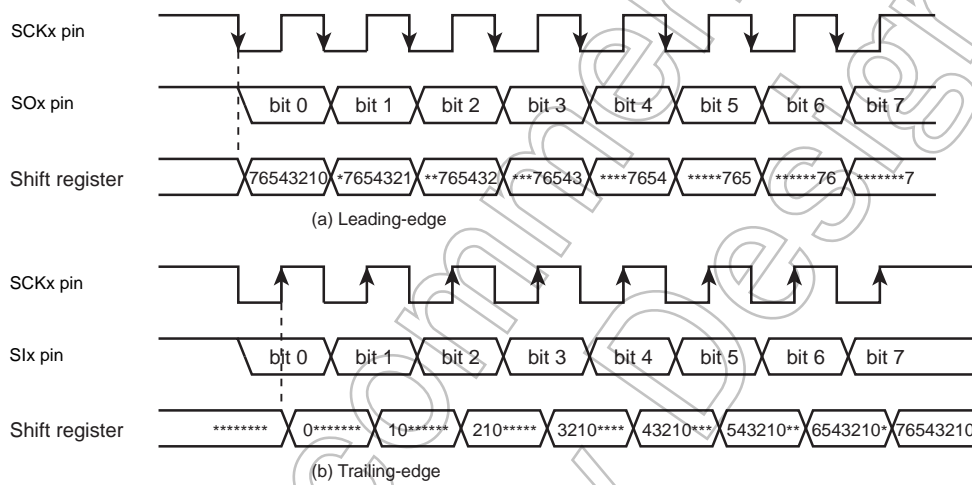 SCKx pin
SOx pin bit 0 bit 1 bit 2 bit 3 bit 4 bit 5 bit 6 bit 7
Shift register 76543210 *7654321 **765432 ***76543 ****7654 *****765 ******76 *******7
(a) Leading-edge
SCKx pin
SIx pin bit 0 bit 1 bit 2 bit 3 bit 4 bit 5 bit 6 bit 7
Shift register ******** 0******* 10****** 210***** 3210**** 43210*** 543210** 6543210* 76543210
(b) Trailing-edge